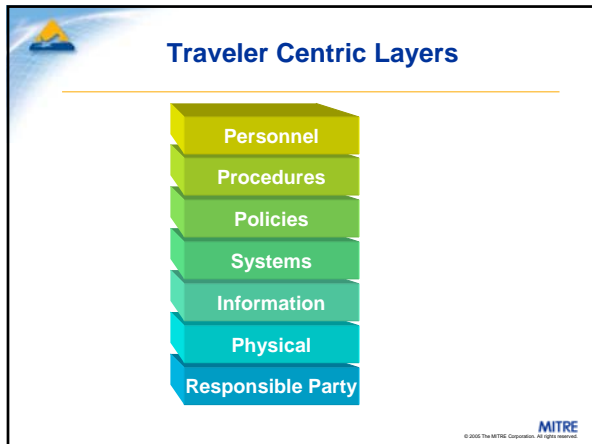 Traveler Centric Layers
Personnel
Procedures
Policies
Systems
Information
Physical
Responsible Party
MITRE
© 2005 The MITRE Corporation. All rights reserved.